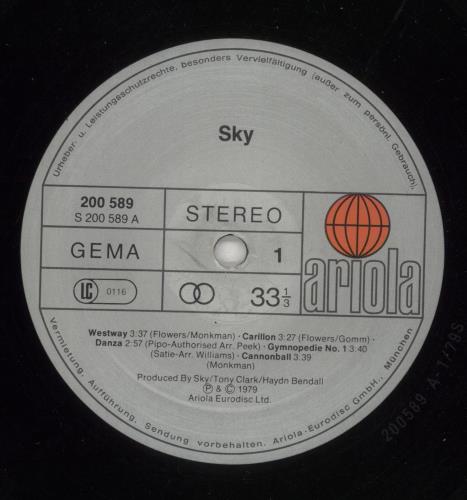 Urheber- u. Leistungsschutzrechte, besonders Vervielfältigung (außer zum persönl. Gebrauch),
Sky
200 589
S 200 589 A
STEREO
GEMA
1
LC 0116
33 1/3
ariola
Westway 3:37 (Flowers/Monkman) · Carillon 3:27 (Flowers/Gomm) ·
Danza 2:57 (Pipo-Authorised Arr. Peek) · Gymnopedie No. 1 3:40
(Satie-Arr. Williams) · Cannonball 3.39
(Monkman)
Produced By Sky/Tony Clark/Haydn Bendall
Ⓟ & © 1979
Ariola Eurodisc Ltd.
Vermietung, Aufführung, Sendung vorbehalten. Ariola-Eurodisc GmbH., München
200589 A-1/79S